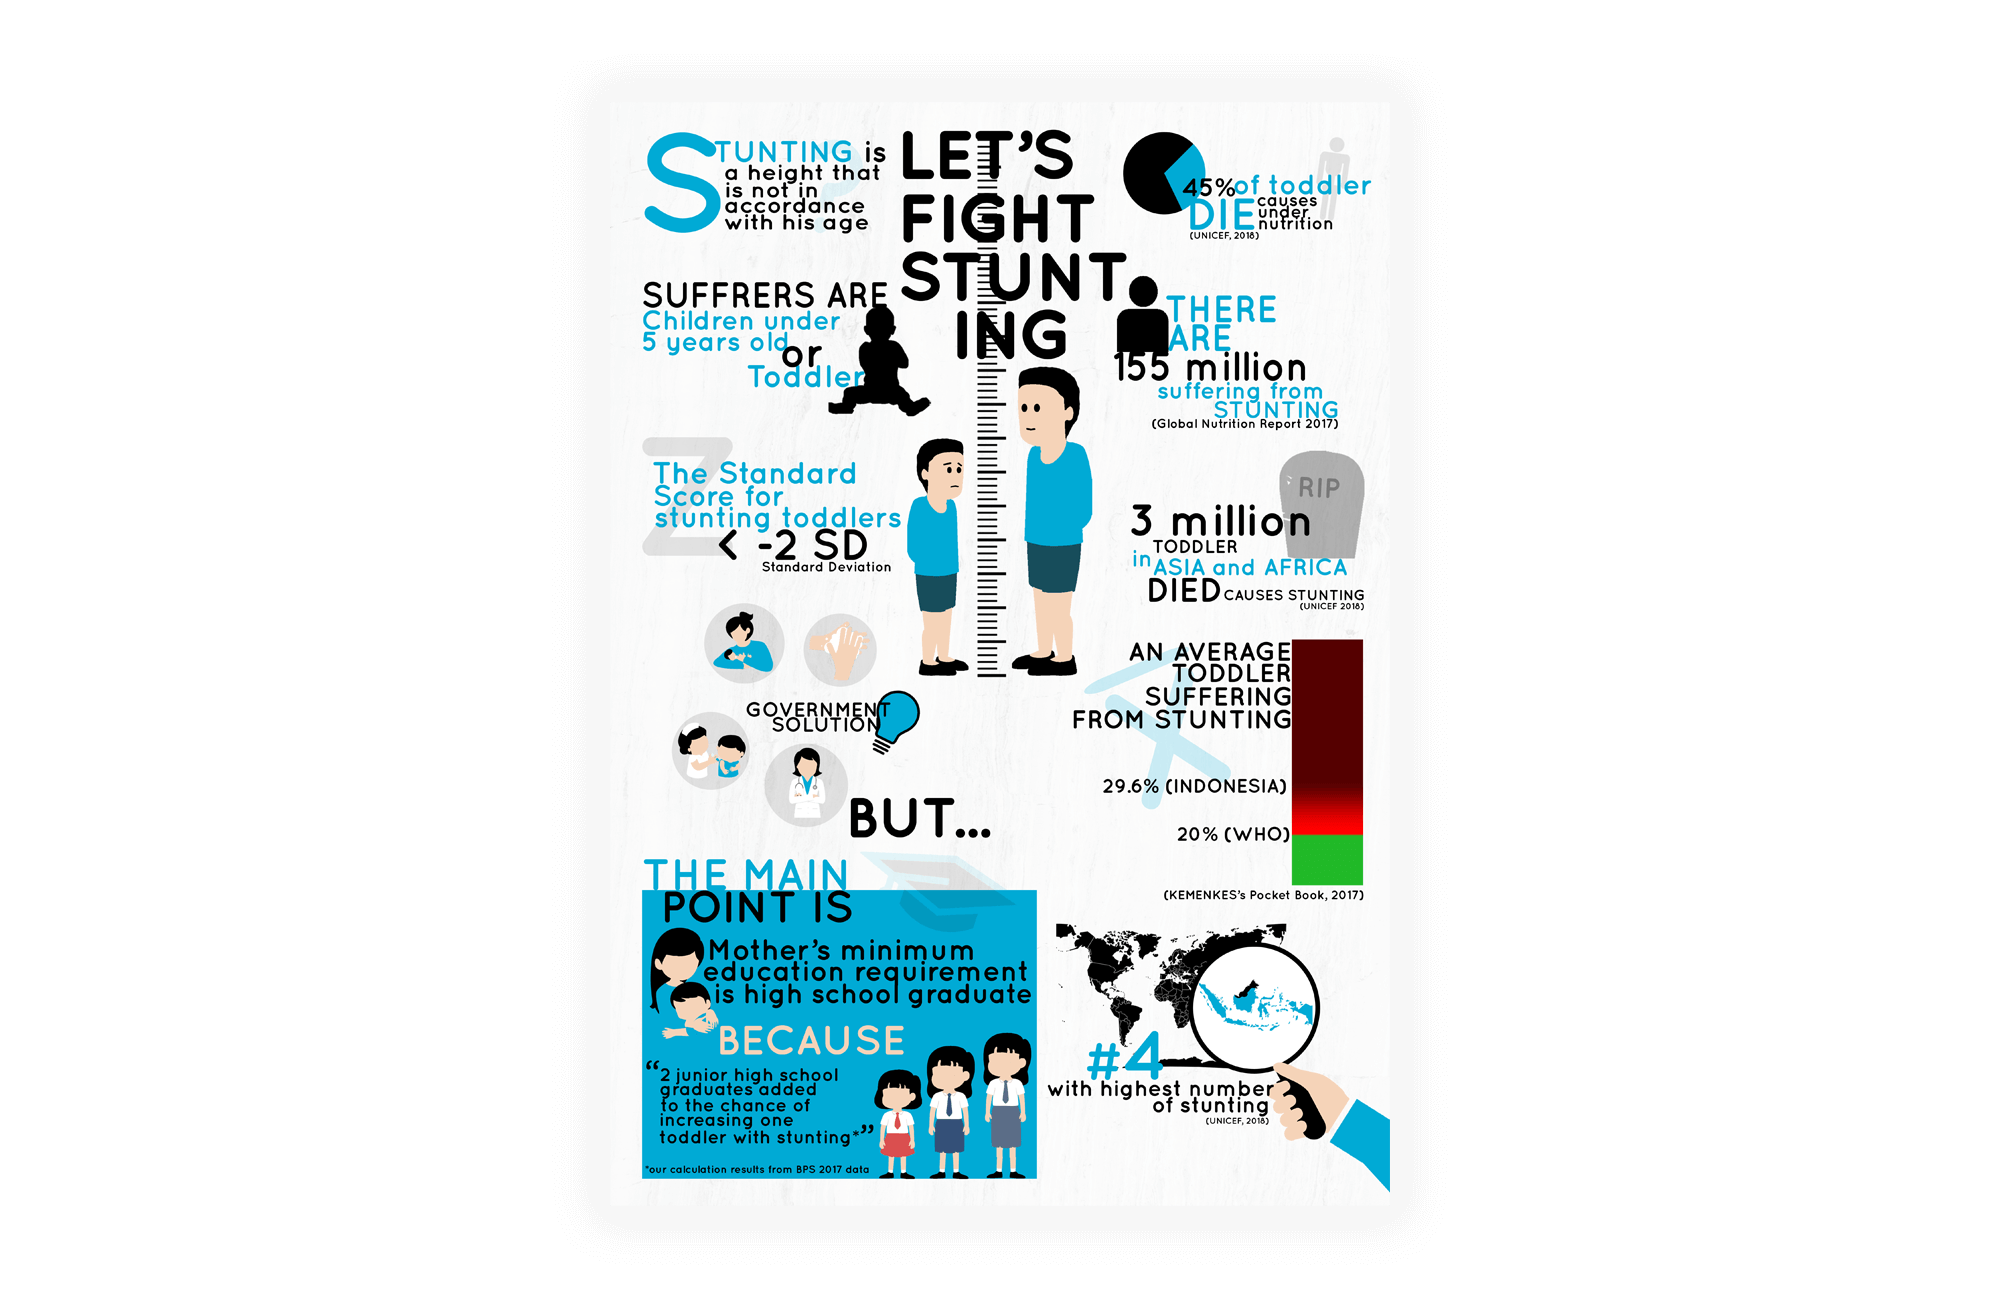 STUNTING is
a height that
is not in
accordance
with his age
LET'S
FIGHT
STUNT
ING
45% of toddler
DIE causes
under
nutrition
(UNICEF, 2018)
SUFFRERS ARE
Children under
5 years old
or
Toddler
THERE
ARE
155 million
suffering from
STUNTING
(Global Nutrition Report 2017)
Z
The Standard
Score for
stunting toddlers
< -2 SD
Standard Deviation
RIP
3 million
TODDLER
in ASIA and AFRICA
DIED CAUSES STUNTING
(UNICEF 2018)
GOVERNMENT
SOLUTION
BUT...
AN AVERAGE
TODDLER
SUFFERING
FROM STUNTING
29.6% (INDONESIA)
20% (WHO)
(KEMENKES's Pocket Book, 2017)
THE MAIN
POINT IS
Mother's minimum
education requirement
is high school graduate
BECAUSE
"2 junior high school
graduates added
to the chance of
increasing one
toddler with stunting*"
*our calculation results from BPS 2017 data
#4
with highest number
of stunting
(UNICEF, 2018)